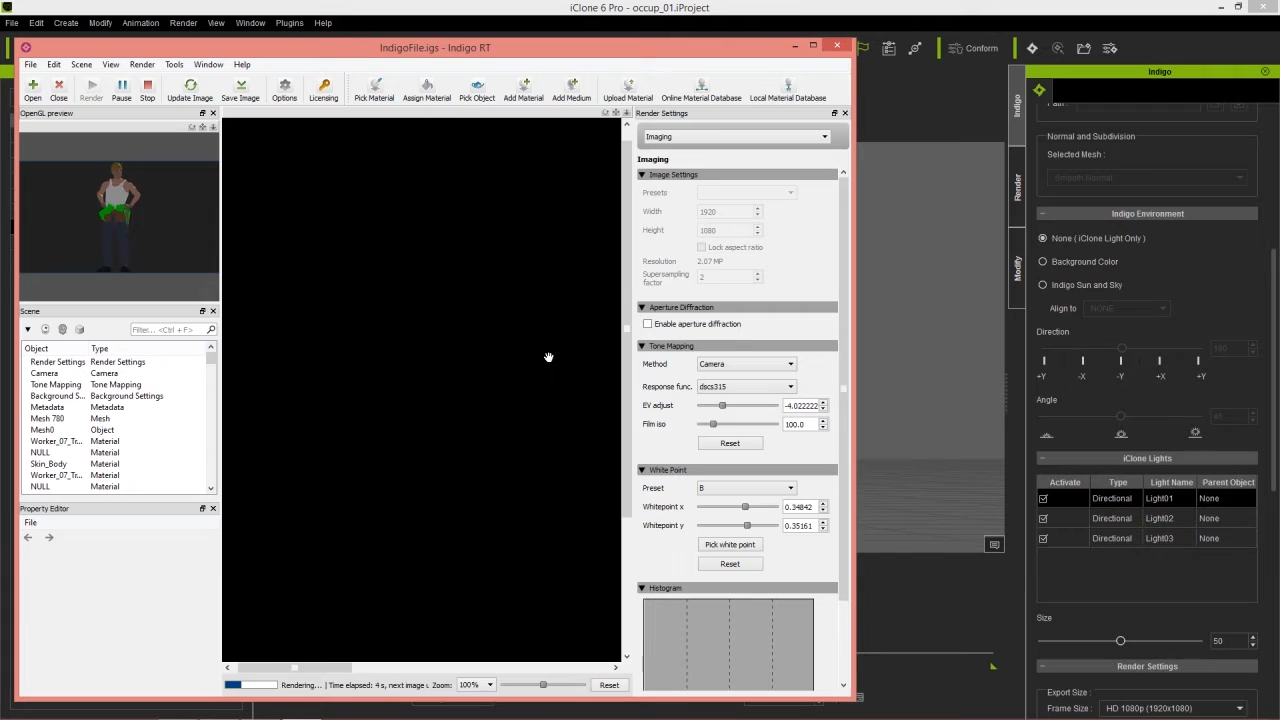 iClone 6 Pro - occup_01.iProject
File Edit Create Modify Animation Render View Window Plugins Help
IndigoFile.igs - Indigo RT
File Edit Scene View Render Tools Window Help
Open Close Render Pause Stop Update Image Save Image Options Licensing Pick Material Assign Material Pick Object Add Material Add Medium Upload Material Online Material Database Local Material Database
OpenGL preview
Scene
Filter... <Ctrl + F>
Object Type
Render Settings Render Settings
Camera Camera
Tone Mapping Tone Mapping
Background S... Background Settings
Metadata Metadata
Mesh 780 Mesh
Mesh0 Object
Worker_07_Tr... Material
NULL Material
Skin_Body Material
Worker_07_Tr... Material
NULL Material
Property Editor
File
Rendering... | Time elapsed: 4 s, next image u Zoom: 100% Reset
Render Settings
Imaging
Imaging
Image Settings
Presets
Width 1920
Height 1080
Lock aspect ratio
Resolution 2.07 MP
Supersampling
factor 2
Aperture Diffraction
Enable aperture diffraction
Tone Mapping
Method Camera
Response func. dscs315
EV adjust -4.022222
Film iso 100.0
Reset
White Point
Preset B
Whitepoint x 0.34842
Whitepoint y 0.35161
Pick white point
Reset
Histogram
Conform
Indigo
Indigo
Render
Modify
Normal and Subdivision
Selected Mesh :
Smooth Normal
Indigo Environment
None ( iClone Light Only )
Background Color
Indigo Sun and Sky
Align to NONE
Direction
180
+Y -X -Y +X +Y
Angle
45
iClone Lights
Activate Type Light Name Parent Object
Directional Light01 None
Directional Light02 None
Directional Light03 None
Size
50
Render Settings
Export Size :
Frame Size : HD 1080p (1920x1080)